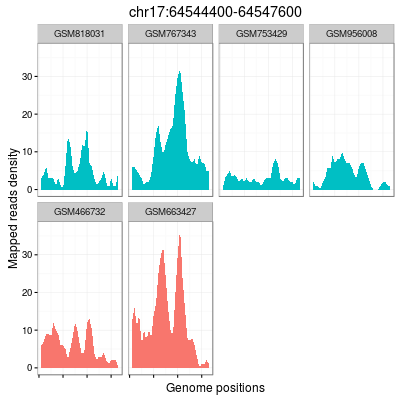 chr17:64544400-64547600
GSM818031 GSM767343 GSM753429 GSM956008
30
20
10
0
Mapped reads density
GSM466732 GSM663427
30
20
10
0
Genome positions